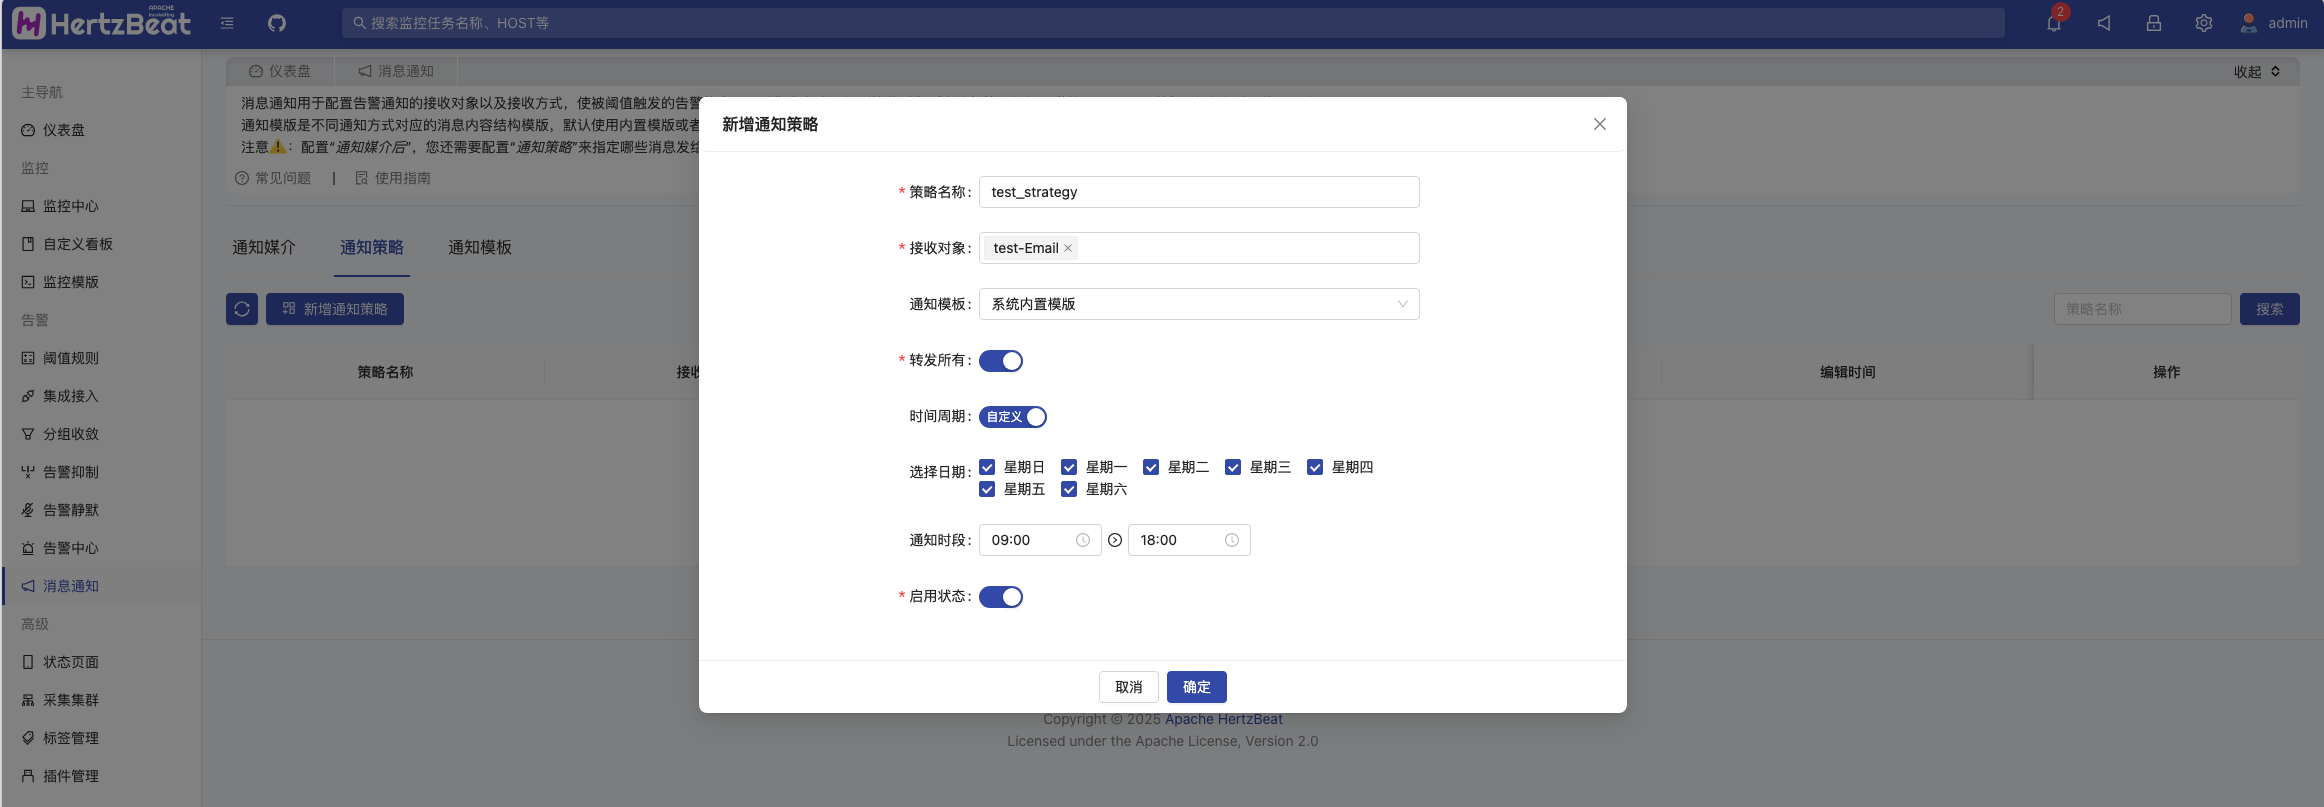 APACHE
incubating
HertzBeat
搜索监控任务名称、HOST等
2
admin
主导航
仪表盘
监控
监控中心
自定义看板
监控模版
告警
阈值规则
集成接入
分组收敛
告警抑制
告警静默
告警中心
消息通知
高级
状态页面
采集集群
标签管理
插件管理
仪表盘
消息通知
收起
消息通知用于配置告警通知的接收对象以及接收方式，使被阈值触发的告警
通知模版是不同通知方式对应的消息内容结构模版，默认使用内置模版或者
注意⚠️：配置“通知媒介后”，您还需要配置“通知策略”来指定哪些消息发给
常见问题 | 使用指南
通知媒介 通知策略 通知模板
新增通知策略
策略名称
搜索
策略名称 接收 编辑时间 操作
新增通知策略
* 策略名称： test_strategy
* 接收对象： test-Email ×
通知模板： 系统内置模版
* 转发所有：
时间周期： 自定义
选择日期： 星期日 星期一 星期二 星期三 星期四
星期五 星期六
通知时段： 09:00 18:00
* 启用状态：
取消 确定
Copyright © 2025 Apache HertzBeat
Licensed under the Apache License, Version 2.0